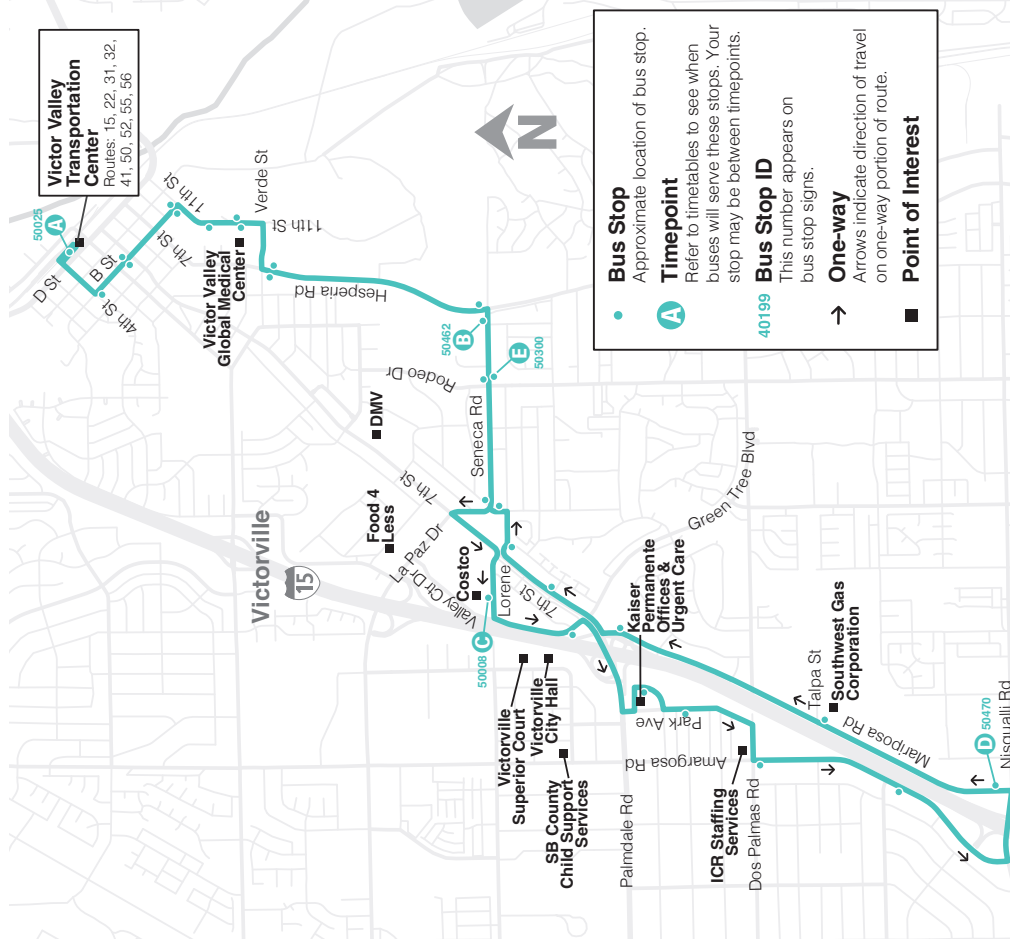 Victor Valley
Transportation
Center
Routes: 15, 22, 31, 32,
41, 50, 52, 55, 56
50025
A
D St
B St
4th St
7th St
11th St
Verde St
11th St
Victor Valley
Global Medical
Center
Hesperia Rd
N
50462
B
E
50300
Rodeo Dr
DMV
Seneca Rd
7th St
Food 4
Less
Victorville
15
La Paz Dr
Costco
Valley Ctr Dr
Lorene
7th St
Green Tree Blvd
50008
C
Victorville
Superior Court
Victorville
City Hall
SB County
Child Support
Services
Kaiser
Permanente
Offices &
Urgent Care
Palmdale Rd
Park Ave
Amargosa Rd
ICR Staffing
Services
Dos Palmas Rd
Talpa St
Southwest Gas
Corporation
Mariposa Rd
D
50470
Nisqualli Rd
Bus Stop
Approximate location of bus stop.
A
Timepoint
Refer to timetables to see when
buses will serve these stops. Your
stop may be between timepoints.
40199
Bus Stop ID
This number appears on
bus stop signs.
One-way
Arrows indicate direction of travel
on one-way portion of route.
Point of Interest